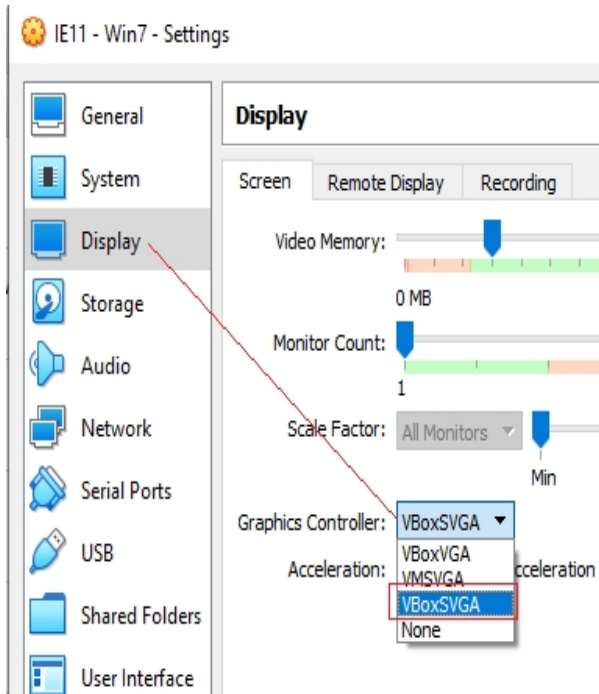 IE11 - Win7 - Settings
General
System
Display
Storage
Audio
Network
Serial Ports
USB
Shared Folders
User Interface
Display
Screen Remote Display Recording
Video Memory:
0 MB
Monitor Count:
1
Scale Factor: All Monitors
Min
Graphics Controller: VBoxSVGA
VBoxVGA
Acceleration: cceleration
VMSVGA
VBoxSVGA
None